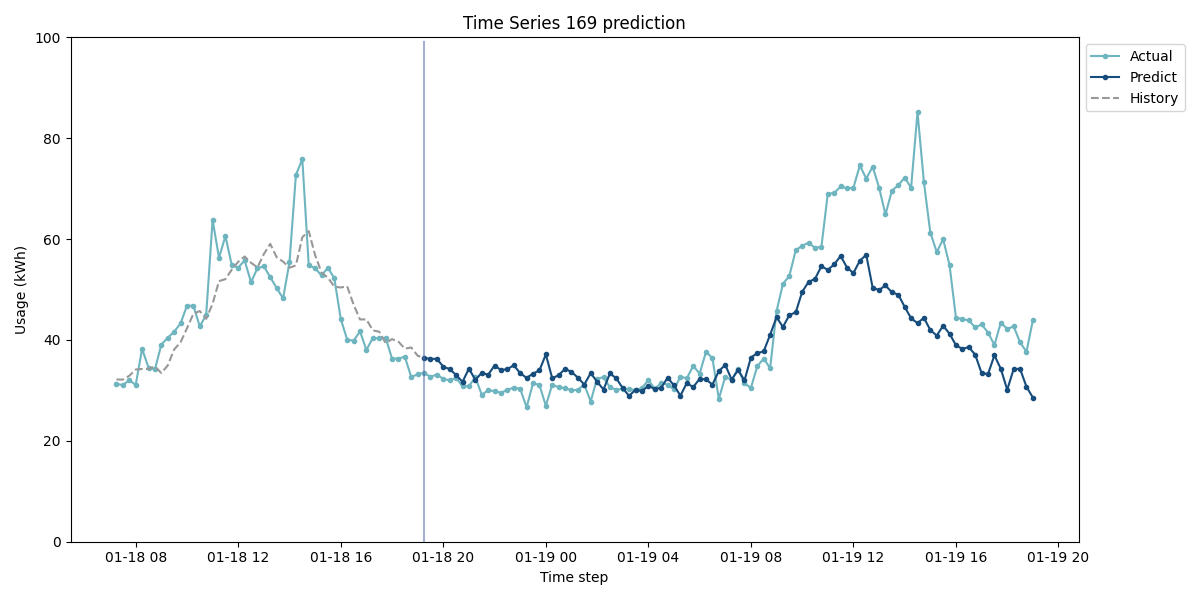 Time Series 169 prediction
Usage (kWh)
100
80
60
40
20
0
01-18 08
01-18 12
01-18 16
01-18 20
01-19 00
01-19 04
01-19 08
01-19 12
01-19 16
01-19 20
Time step
Actual
Predict
History